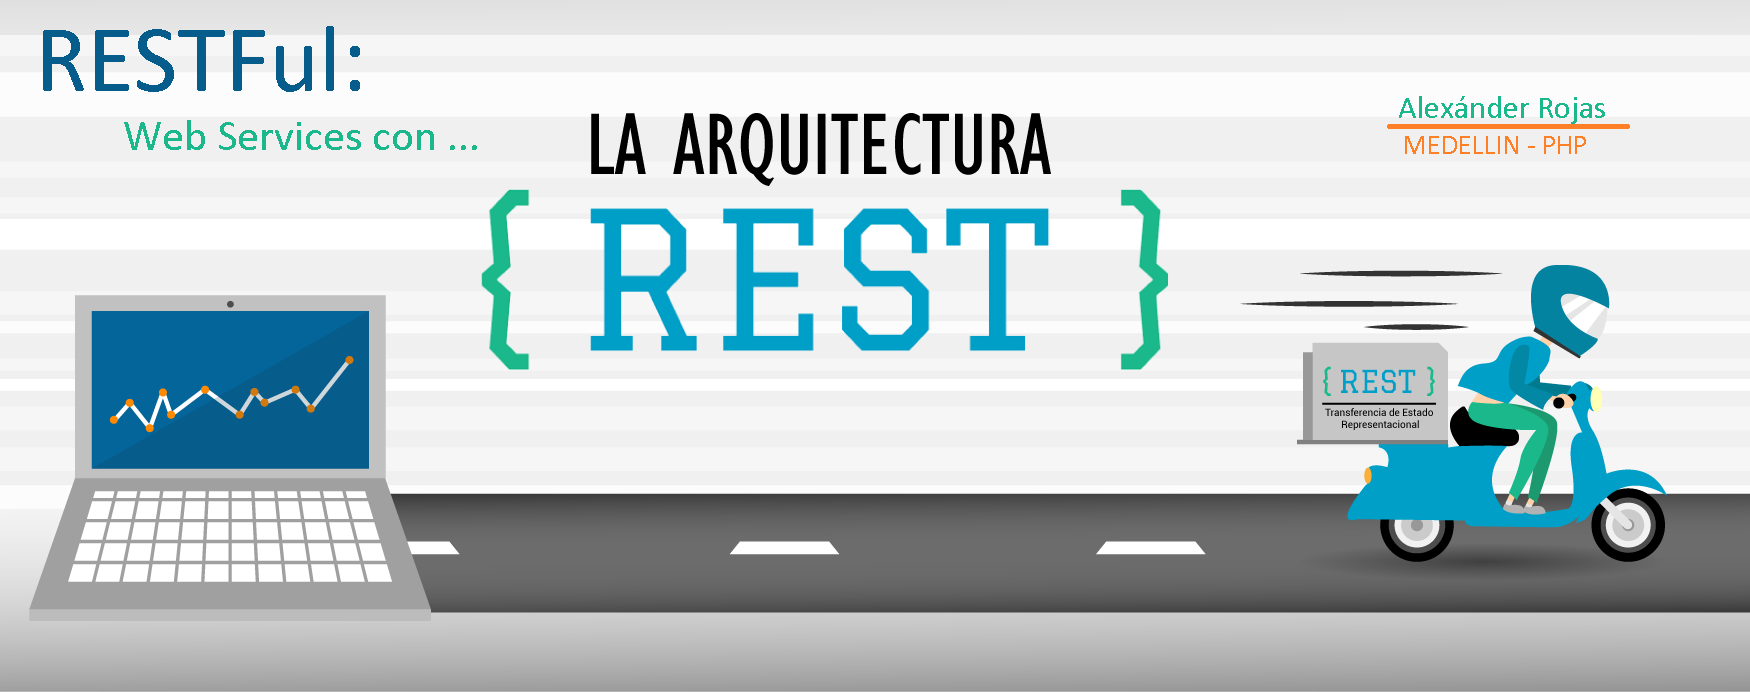 RESTFul:
Web Services con ...
LA ARQUITECTURA
{ REST }
Alexánder Rojas
MEDELLIN - PHP
{ REST }
Transferencia de Estado
Representacional